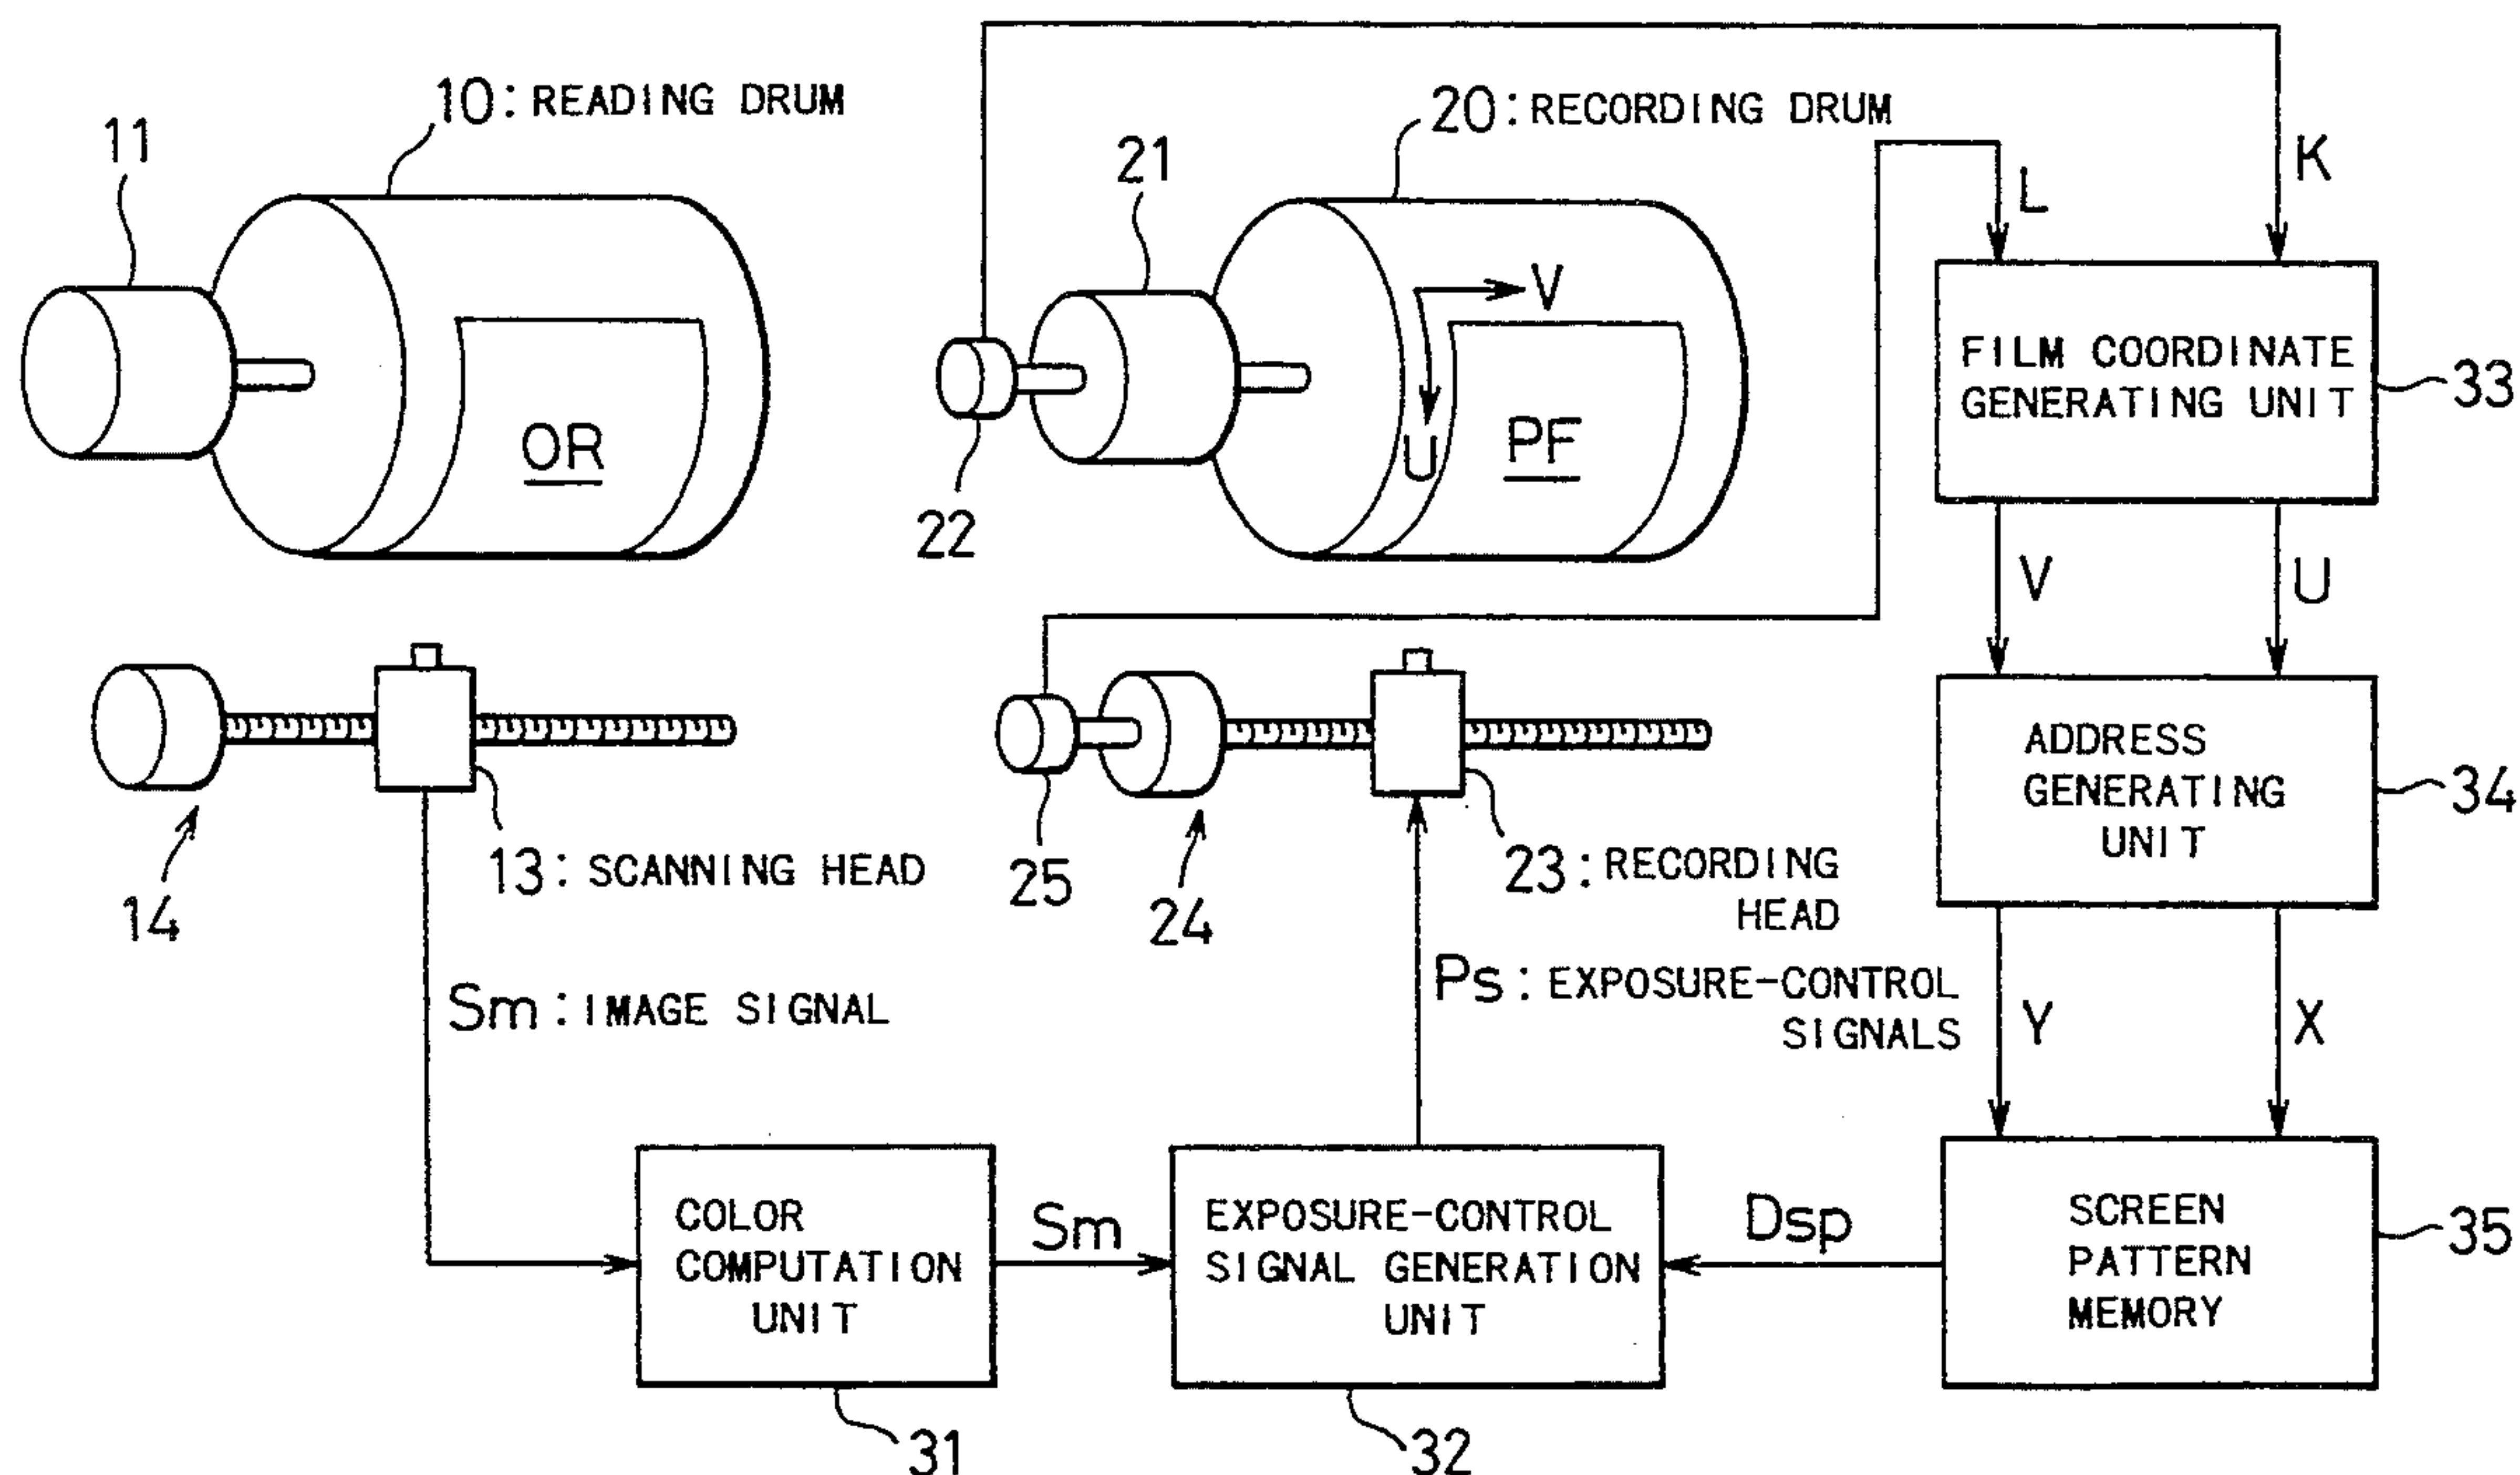 10: READING DRUM
11
OR
20: RECORDING DRUM
21
22
V
U
PF
L
K
FILM COORDINATE
GENERATING UNIT
33
V
U
14
13: SCANNING HEAD
25
24
23: RECORDING
HEAD
ADDRESS
GENERATING
UNIT
34
Sm: IMAGE SIGNAL
Ps: EXPOSURE-CONTROL
SIGNALS
Y
X
COLOR
COMPUTATION
UNIT
31
Sm
EXPOSURE-CONTROL
SIGNAL GENERATION
UNIT
32
Dsp
SCREEN
PATTERN
MEMORY
35